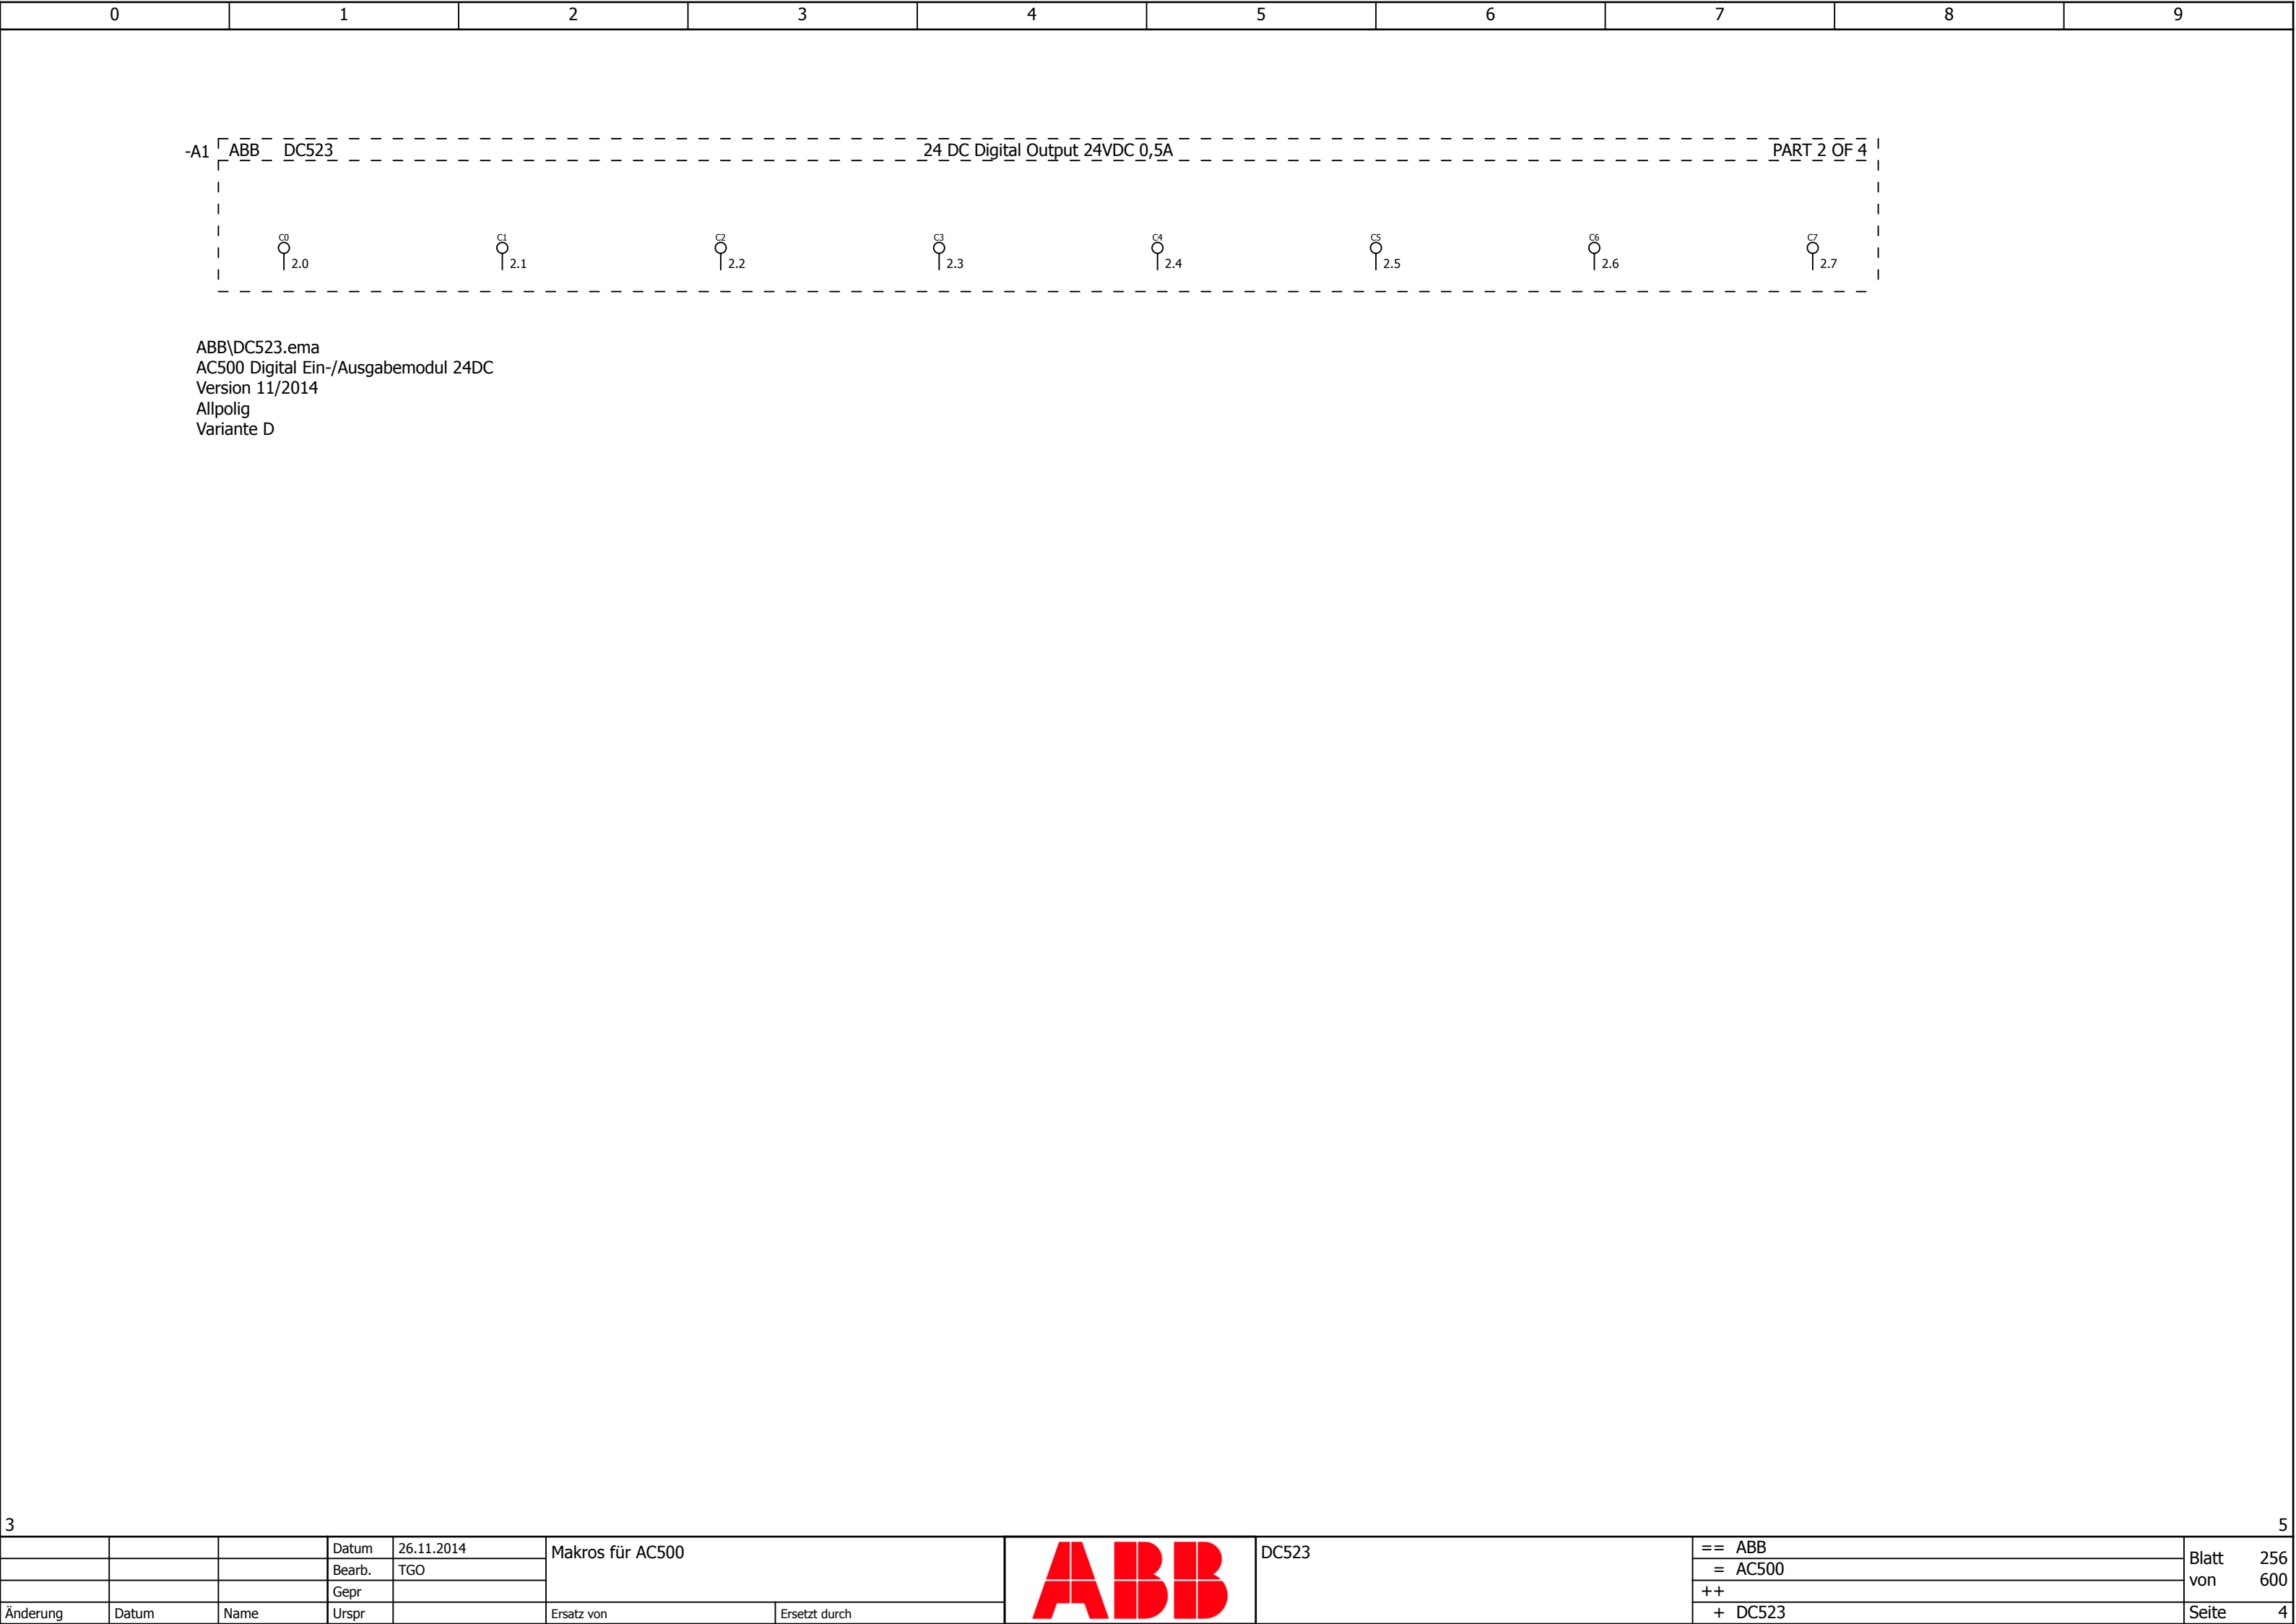 0 1 2 3 4 5 6 7 8 9
-A1 ABB DC523 24 DC Digital Output 24VDC 0,5A PART 2 OF 4
C0 C1 C2 C3 C4 C5 C6 C7
2.0 2.1 2.2 2.3 2.4 2.5 2.6 2.7
ABB\DC523.ema
AC500 Digital Ein-/Ausgabemodul 24DC
Version 11/2014
Allpolig
Variante D
3 5
Datum 26.11.2014 Makros für AC500 ABB DC523 == ABB Blatt 256
Bearb. TGO = AC500 von 600
Gepr ++
Änderung Datum Name Urspr Ersatz von Ersetzt durch + DC523 Seite 4